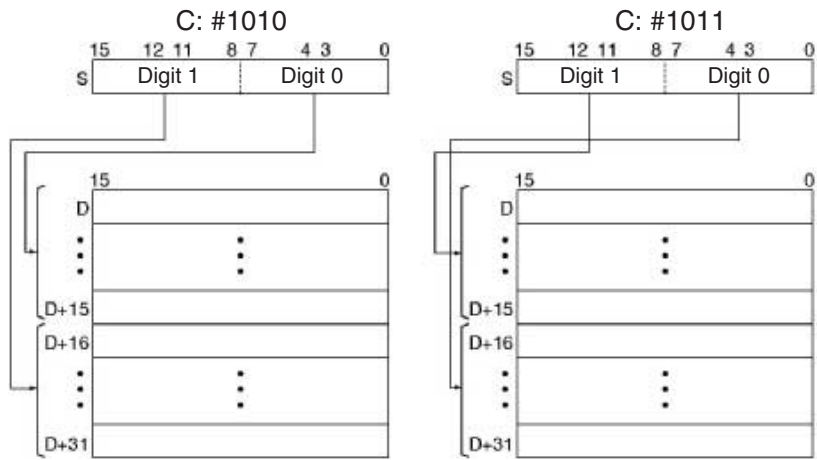 C: #1010
15 12 11 8 7 4 3 0
S Digit 1 Digit 0
15 0
D
D+15
D+16
D+31
C: #1011
15 12 11 8 7 4 3 0
S Digit 1 Digit 0
15 0
D
D+15
D+16
D+31